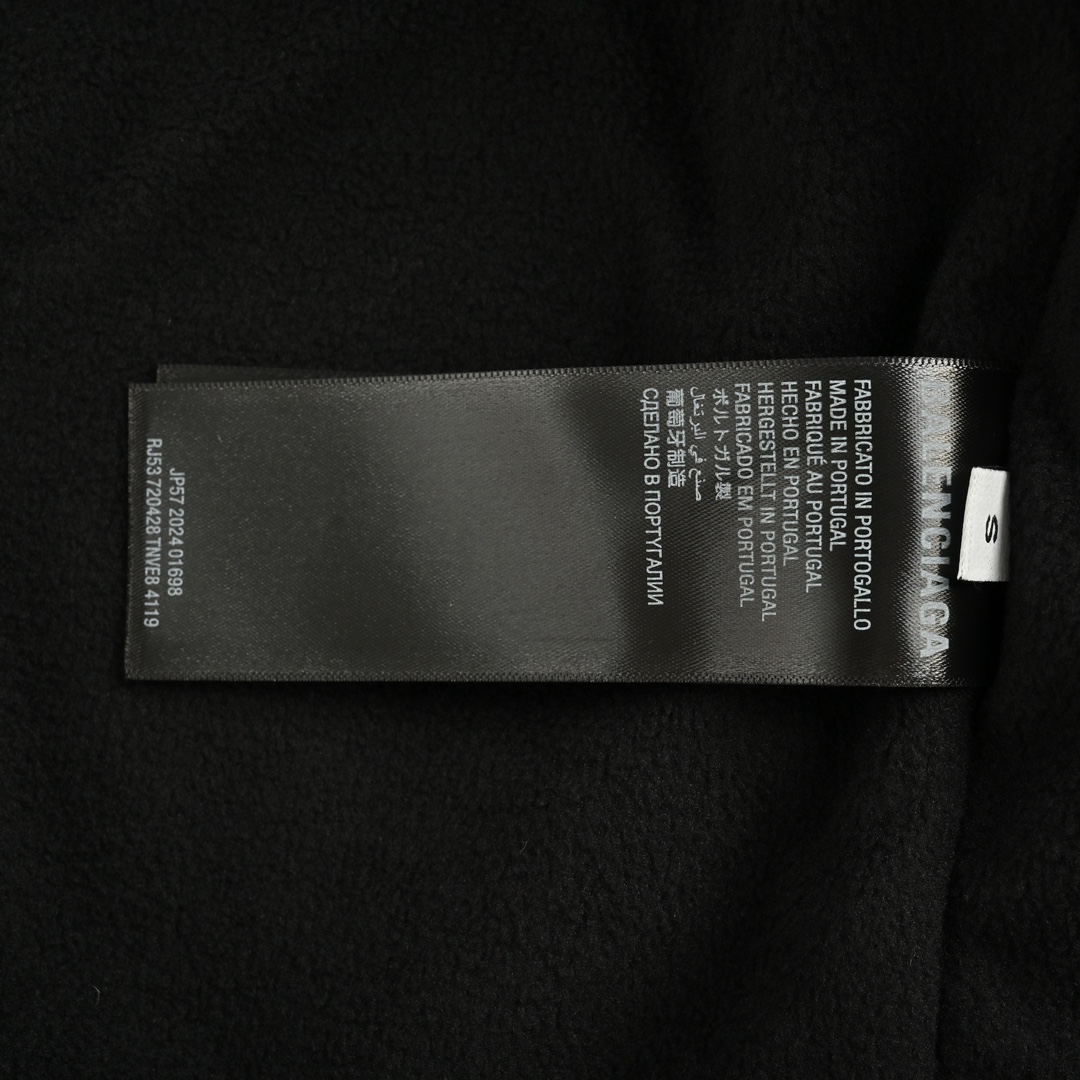 BALENCIAGA
S
FABBRICATO IN PORTOGALLO
MADE IN PORTUGAL
FABRIQUÉ AU PORTUGAL
HECHO EN PORTUGAL
HERGESTELLT IN PORTUGAL
FABRICADO EM PORTUGAL
ポルトガル製
صنع في البرتغال
葡萄牙制造
СДЕЛАНО В ПОРТУГАЛИИ
JP57 2024 01698
RJ53 720428 TNVE8 4119